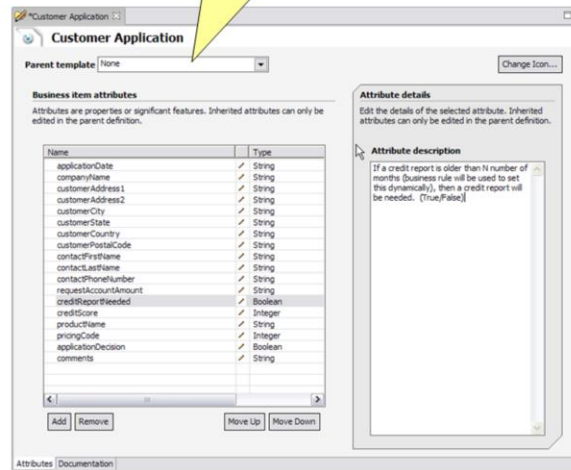 *Customer Application
Customer Application
Parent template None
Change Icon...
Business item attributes
Attributes are properties or significant features. Inherited attributes can only be
edited in the parent definition.
Name Type
applicationDate String
companyName String
customerAddress1 String
customerAddress2 String
customerCity String
customerState String
customerCountry String
customerPostalCode String
contactFirstName String
contactLastName String
contactPhoneNumber String
requestAccountAmount String
creditReportNeeded Boolean
creditScore Integer
productName String
pricingCode Integer
applicationDecision Boolean
comments String
Add Remove Move Up Move Down
Attribute details
Edit the details of the selected attribute. Inherited
attributes can only be edited in the parent definition.
Attribute description
If a credit report is older than N number of
months (business rule will be used to set
this dynamically), then a credit report will
be needed. (True/False)
Attributes Documentation